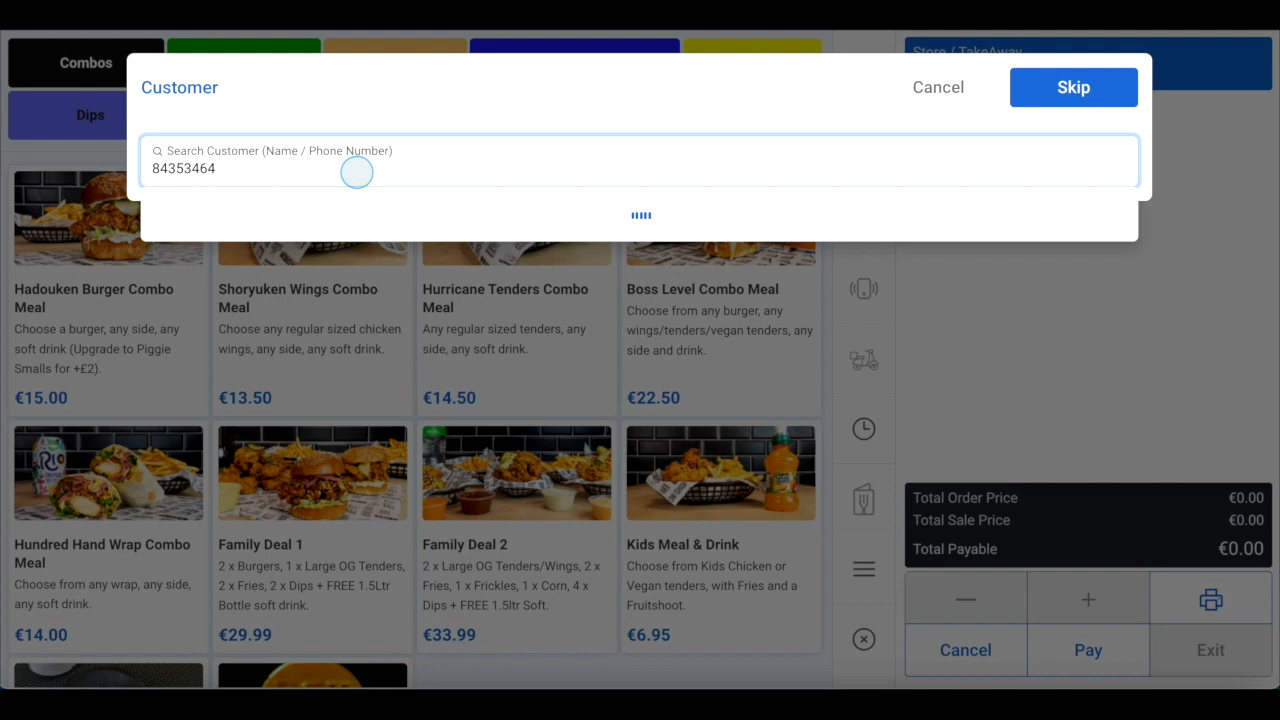 Combos
Store / TakeAway
Dips
Customer
Cancel
Skip
Search Customer (Name / Phone Number)
84353464
Hadouken Burger Combo
Meal
Choose a burger, any side, any
soft drink (Upgrade to Piggie
Smalls for +£2).
€15.00
Shoryuken Wings Combo
Meal
Choose any regular sized chicken
wings, any side, any soft drink.
€13.50
Hurricane Tenders Combo
Meal
Any regular sized tenders, any
side, any soft drink.
€14.50
Boss Level Combo Meal
Choose from any burger, any
wings/tenders/vegan tenders, any
side and drink.
€22.50
RIO
Hundred Hand Wrap Combo
Meal
Choose from any wrap, any side,
any soft drink.
€14.00
Family Deal 1
2 x Burgers, 1 x Large OG Tenders,
2 x Fries, 2 x Dips + FREE 1.5Ltr
Bottle soft drink.
€29.99
Family Deal 2
2 x Large OG Tenders/Wings, 2 x
Fries, 1 x Frickles, 1 x Corn, 4 x
Dips + FREE 1.5ltr Soft.
€33.99
Kids Meal & Drink
Choose from Kids Chicken or
Vegan tenders, with Fries and a
Fruitshoot.
€6.95
Total Order Price €0.00
Total Sale Price €0.00
Total Payable €0.00
Cancel
Pay
Exit